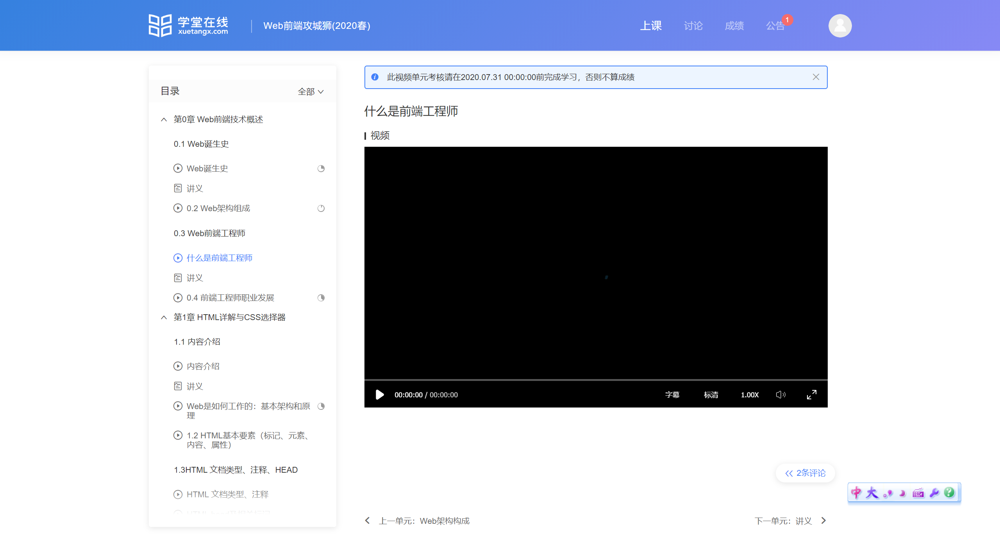 学堂在线
xuetangx.com
Web前端攻城狮(2020春)
上课
讨论
成绩
公告
1
目录
全部
第0章 Web前端技术概述
0.1 Web诞生史
Web诞生史
讲义
0.2 Web架构组成
0.3 Web前端工程师
什么是前端工程师
讲义
0.4 前端工程师职业发展
第1章 HTML详解与CSS选择器
1.1 内容介绍
内容介绍
讲义
Web是如何工作的：基本架构和原
理
1.2 HTML基本要素（标记、元素、
内容、属性）
1.3HTML 文档类型、注释、HEAD
HTML 文档类型、注释
HTML head及相关标记
此视频单元考核请在2020.07.31 00:00:00前完成学习，否则不算成绩
什么是前端工程师
视频
00:00:00 / 00:00:00
字幕
标清
1.00X
2条评论
中大
上一单元：Web架构构成
下一单元：讲义